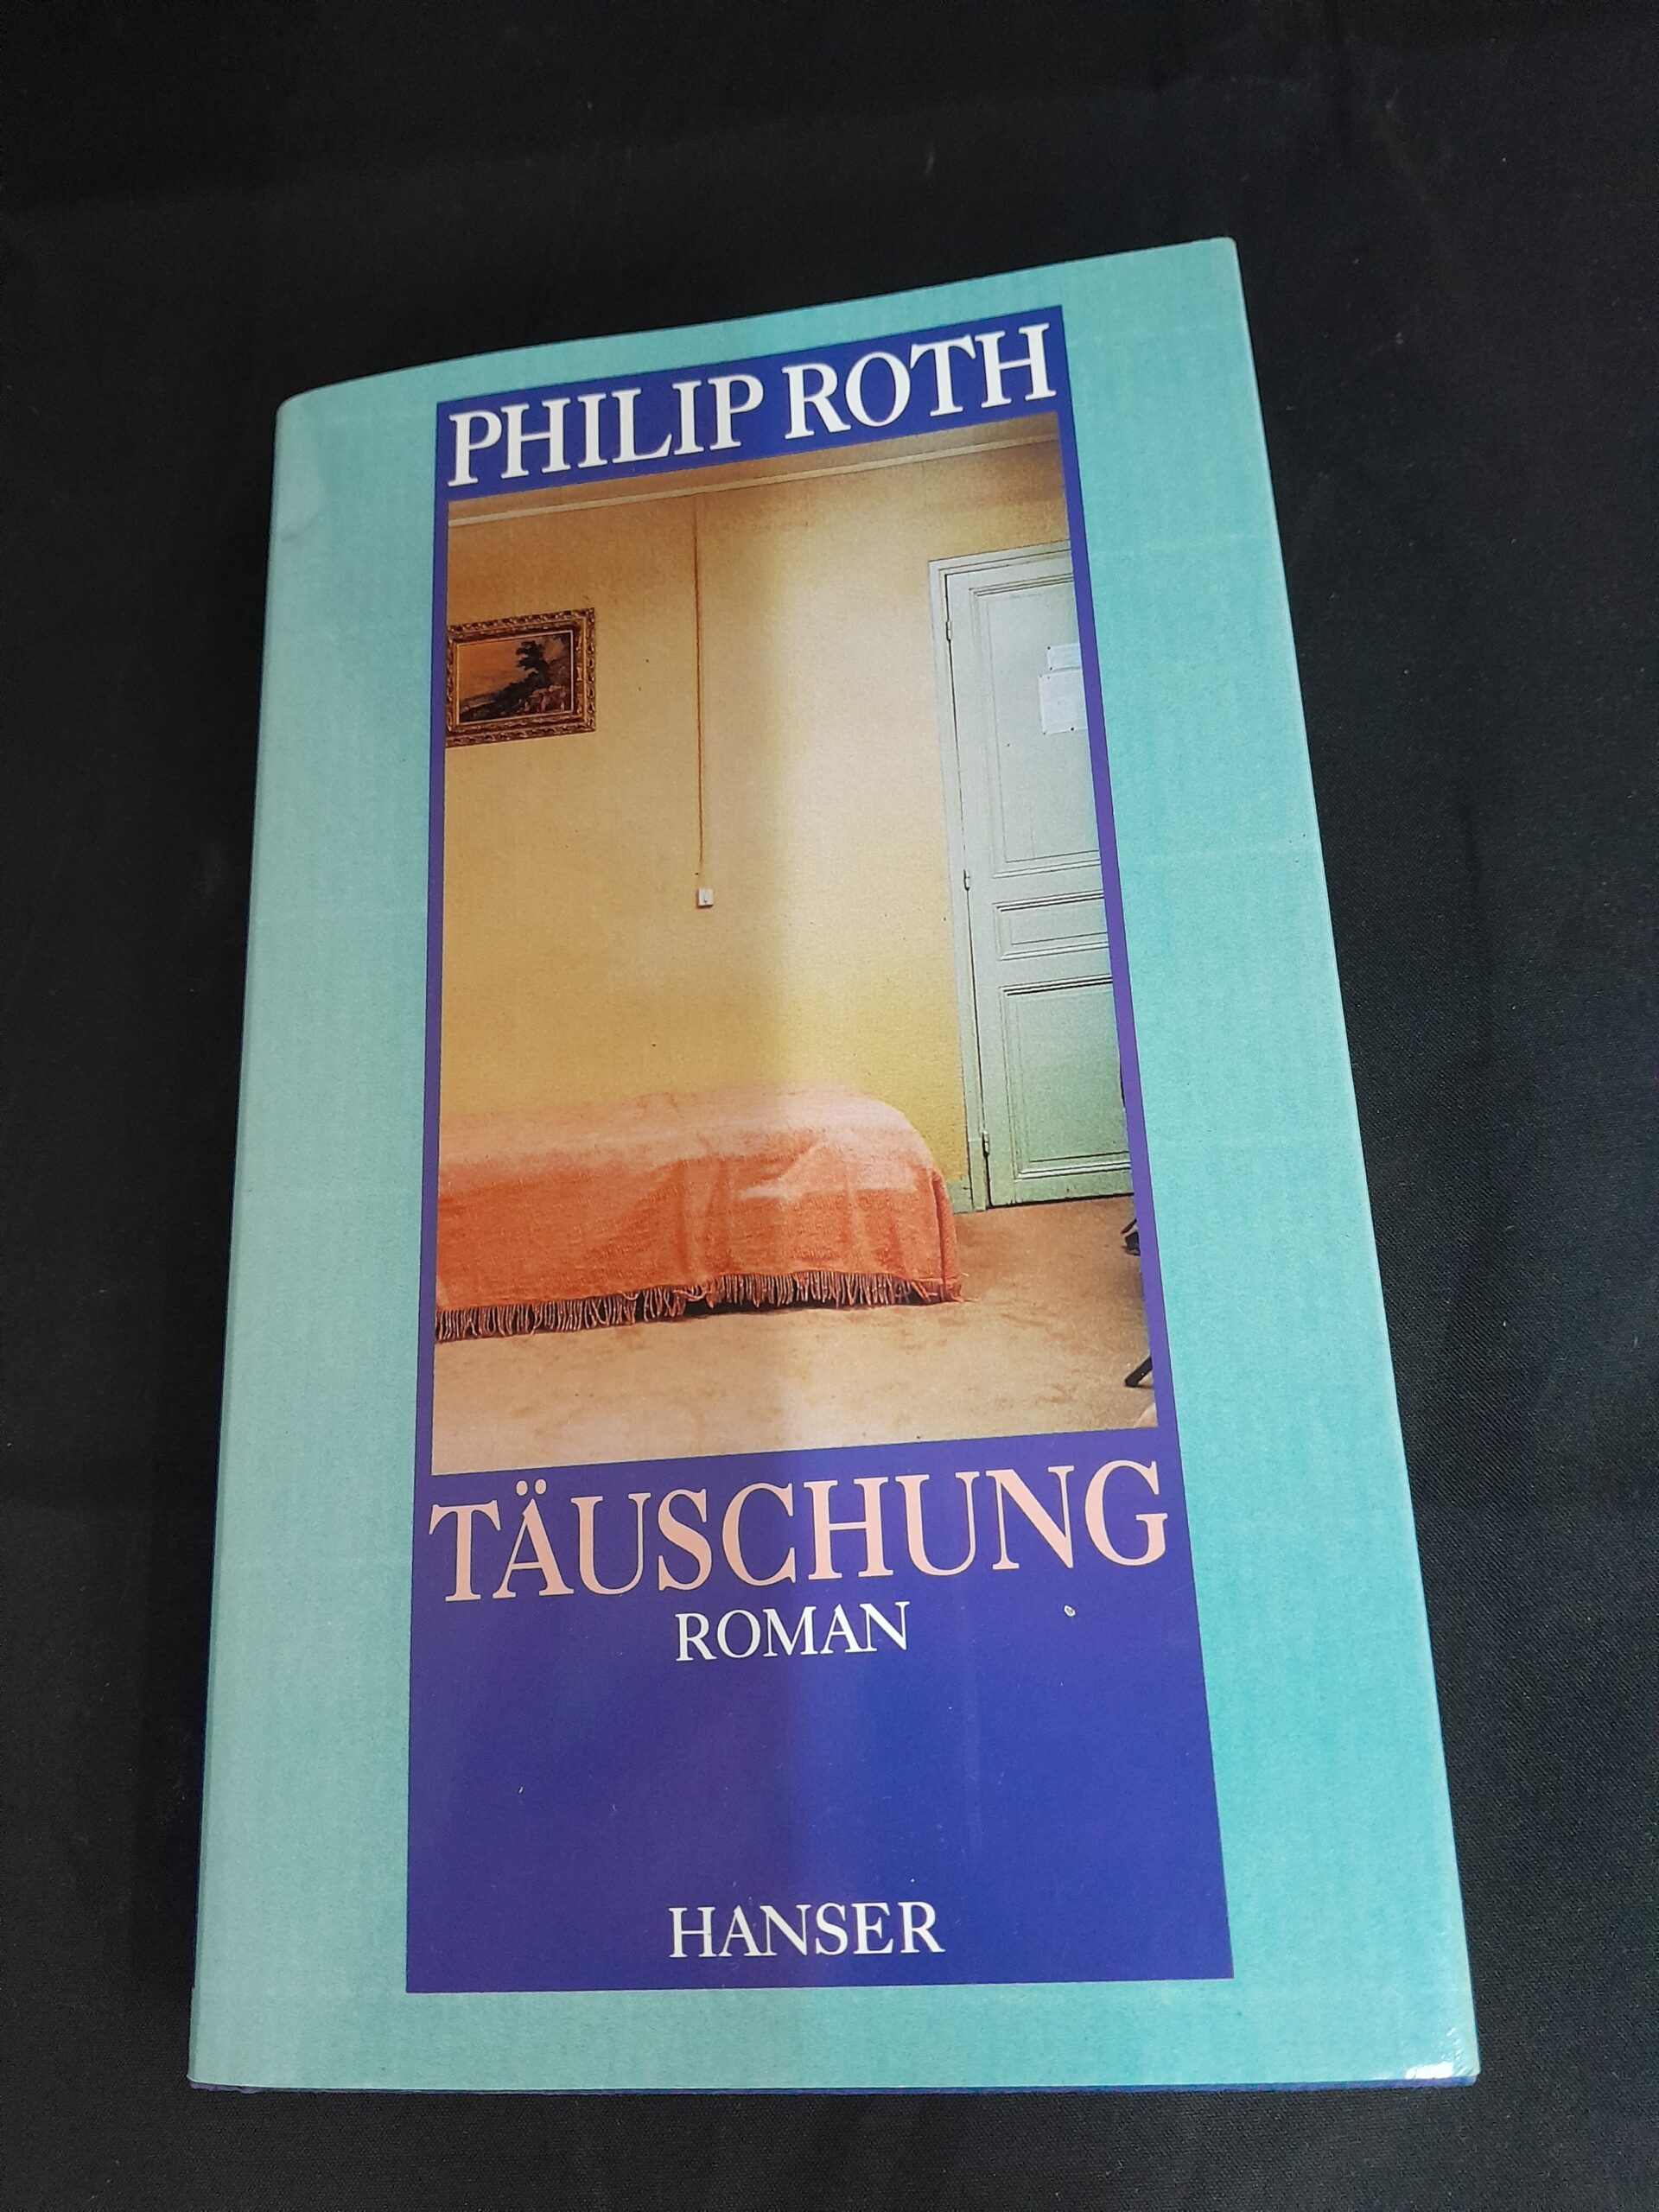 PHILIP ROTH
TÄUSCHUNG
ROMAN
HANSER